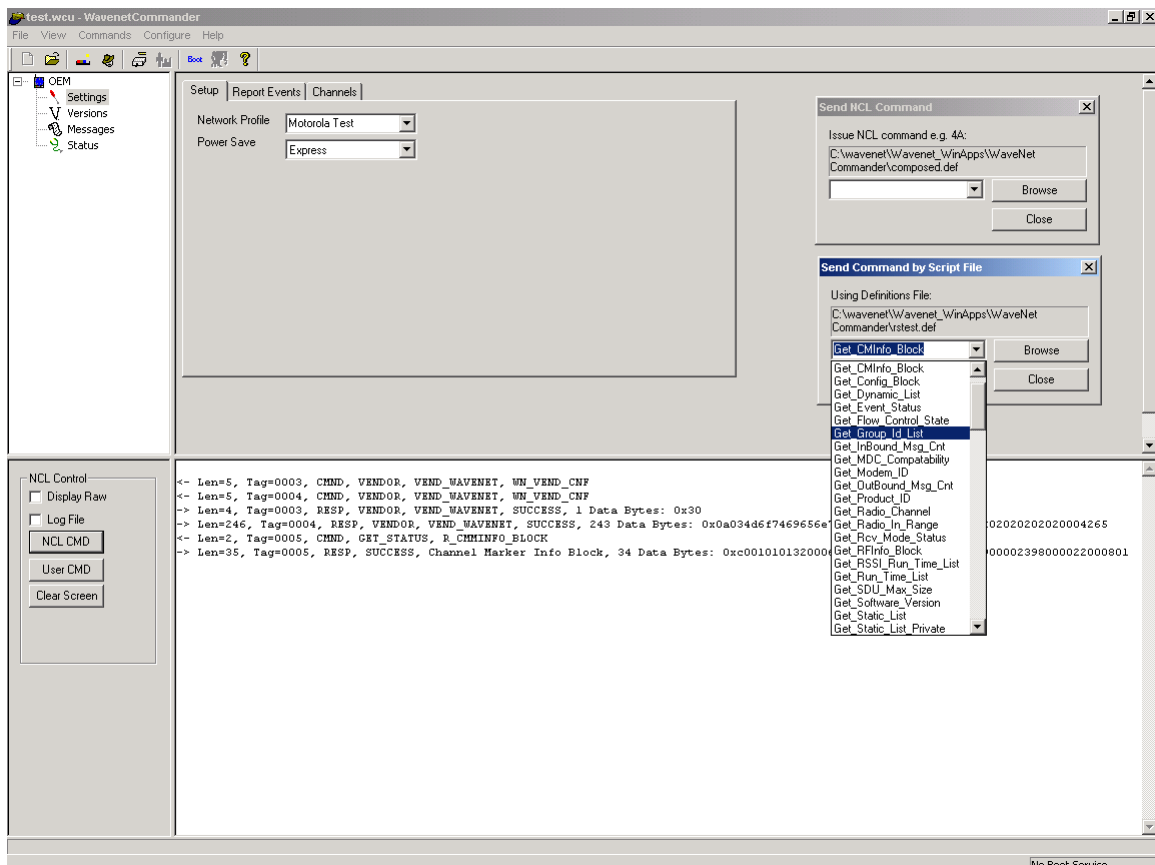 test.wcu - WavenetCommander
File View Commands Configure Help
Boot
OEM
Settings
Versions
Messages
Status
Setup Report Events Channels
Network Profile Motorola Test
Power Save Express
Send NCL Command
Issue NCL command e.g. 4A:
C:\wavenet\Wavenet_WinApps\WaveNet
Commander\composed.def
Browse
Close
Send Command by Script File
Using Definitions File:
C:\wavenet\Wavenet_WinApps\WaveNet
Commander\rstest.def
Get_CMInfo_Block Browse
Close
Get_CMInfo_Block
Get_Config_Block
Get_Dynamic_List
Get_Event_Status
Get_Flow_Control_State
Get_Group_Id_List
Get_InBound_Msg_Cnt
Get_MDC_Compatability
Get_Modem_ID
Get_OutBound_Msg_Cnt
Get_Product_ID
Get_Radio_Channel
Get_Radio_In_Range
Get_Rcv_Mode_Status
Get_RFInfo_Block
Get_RSSI_Run_Time_List
Get_Run_Time_List
Get_SDU_Max_Size
Get_Software_Version
Get_Static_List
Get_Static_List_Private
NCL Control
Display Raw
Log File
NCL CMD
User CMD
Clear Screen
<- Len=5, Tag=0003, CMND, VENDOR, VEND_WAVENET, WN_VEND_CNF
<- Len=5, Tag=0004, CMND, VENDOR, VEND_WAVENET, WN_VEND_CNF
-> Len=4, Tag=0003, RESP, VENDOR, VEND_WAVENET, SUCCESS, 1 Data Bytes: 0x30
-> Len=246, Tag=0004, RESP, VENDOR, VEND_WAVENET, SUCCESS, 243 Data Bytes: 0x0a034d6f7469656e 020202020020004265
<- Len=2, Tag=0005, CMND, GET_STATUS, R_CMMINFO_BLOCK
-> Len=35, Tag=0005, RESP, SUCCESS, Channel Marker Info Block, 34 Data Bytes: 0xc001010132000 00002398000022000801
No Boot Service